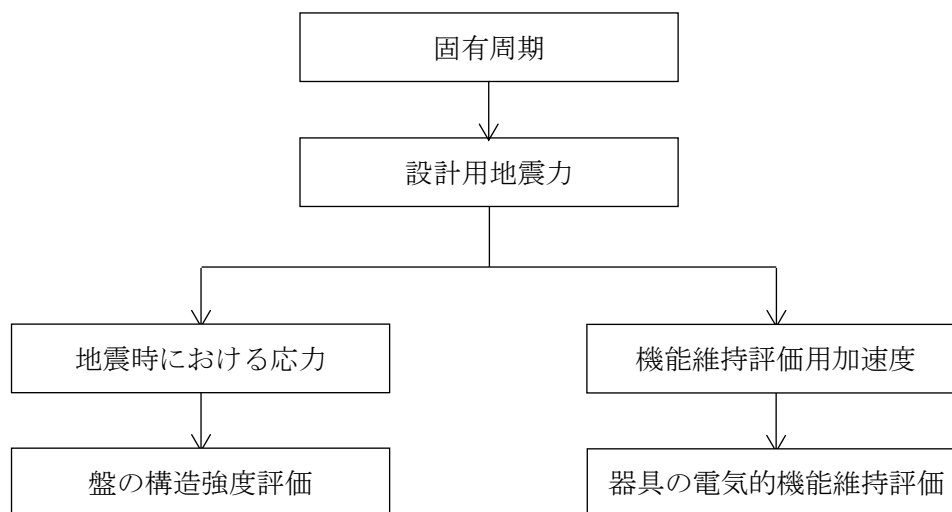 固有周期
設計用地震力
地震時における応力
機能維持評価用加速度
盤の構造強度評価
器具の電気的機能維持評価